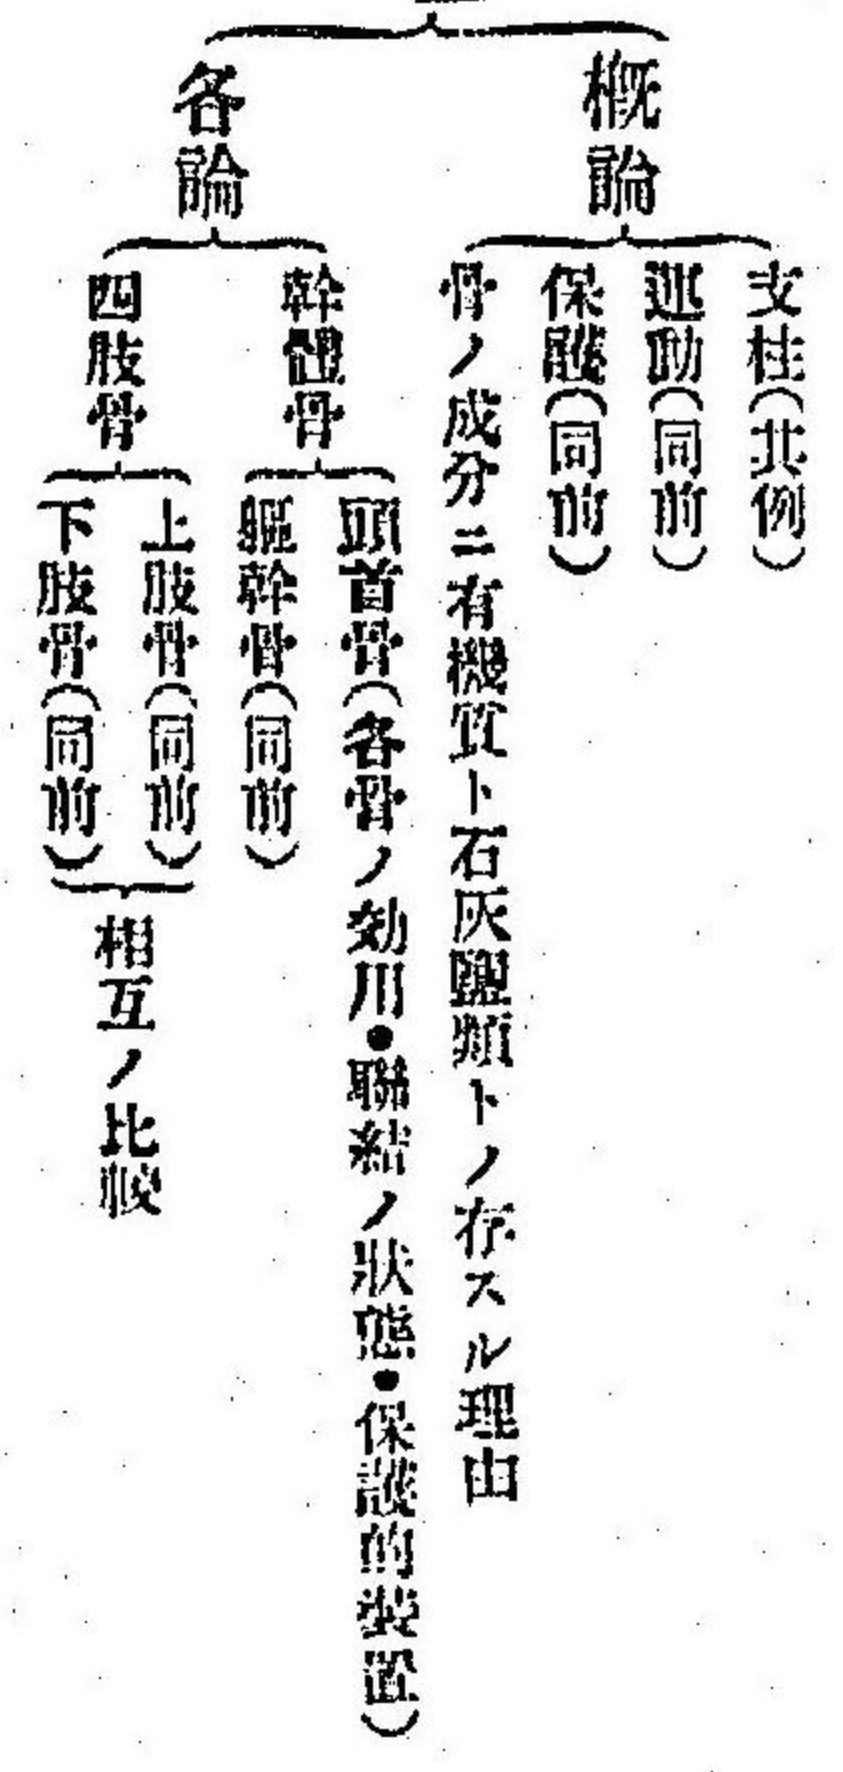 概論
支柱(其例)
運動(同前)
保護(同前)
骨ノ成分ニ有機質ト石灰鹽類トノ存スル理由
各論
幹體骨
頭首骨(各骨ノ効用●聯結ノ狀態●保護的裝置)
軀幹骨(同前)
四肢骨
上肢骨(同前)
下肢骨(同前)
相互ノ比較